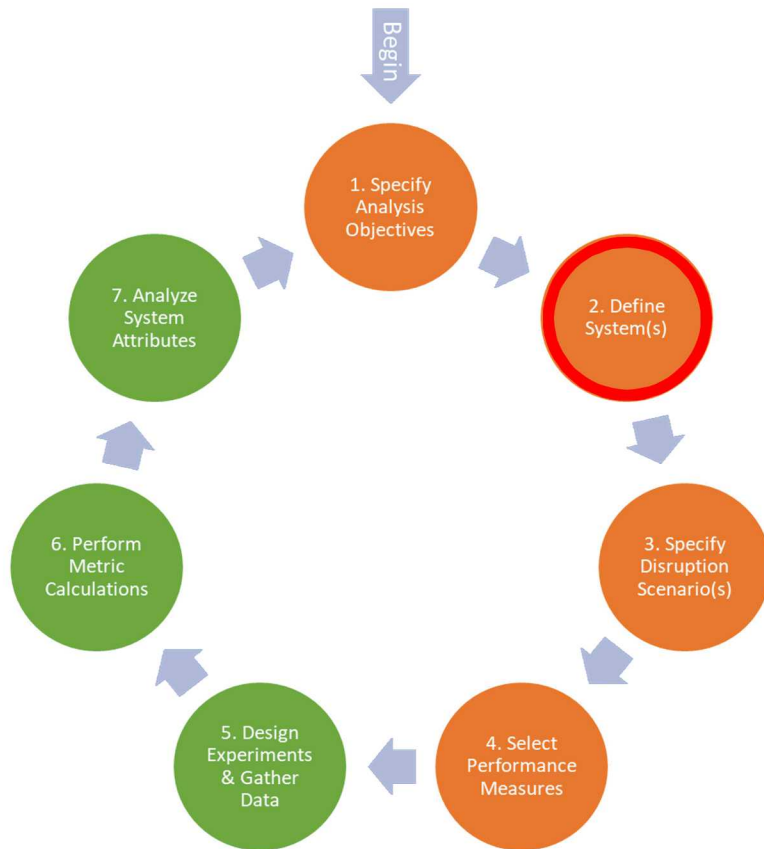 Begin
1. Specify
Analysis
Objectives
2. Define
System(s)
3. Specify
Disruption
Scenario(s)
4. Select
Performance
Measures
5. Design
Experiments
& Gather
Data
6. Perform
Metric
Calculations
7. Analyze
System
Attributes